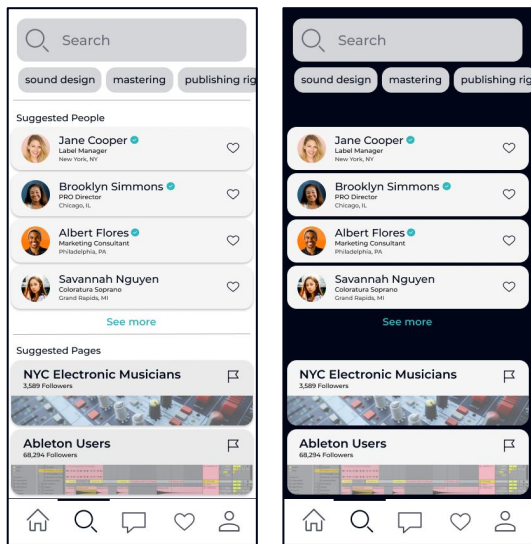 Search
sound design mastering publishing rig
Suggested People
Jane Cooper
Label Manager
New York, NY
Brooklyn Simmons
PRO Director
Chicago, IL
Albert Flores
Marketing Consultant
Philadelphia, PA
Savannah Nguyen
Coloratura Soprano
Grand Rapids, MI
See more
Suggested Pages
NYC Electronic Musicians
3,589 Followers
Ableton Users
68,294 Followers
Search
sound design mastering publishing rig
Jane Cooper
Label Manager
New York, NY
Brooklyn Simmons
PRO Director
Chicago, IL
Albert Flores
Marketing Consultant
Philadelphia, PA
Savannah Nguyen
Coloratura Soprano
Grand Rapids, MI
See more
NYC Electronic Musicians
3,589 Followers
Ableton Users
68,294 Followers